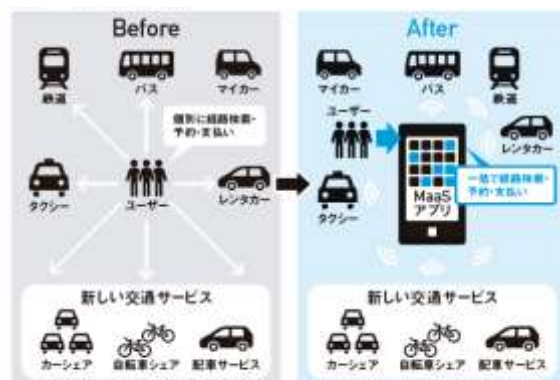 Before
鉄道
バス
マイカー
個別に経路検索・
予約・支払い
タクシー
ユーザー
レンタカー
新しい交通サービス
カーシェア
自転車シェア
配車サービス
After
マイカー
バス
鉄道
ユーザー
レンタカー
タクシー
MaaS
アプリ
一括で経路検索・
予約・支払い
新しい交通サービス
カーシェア
自転車シェア
配車サービス